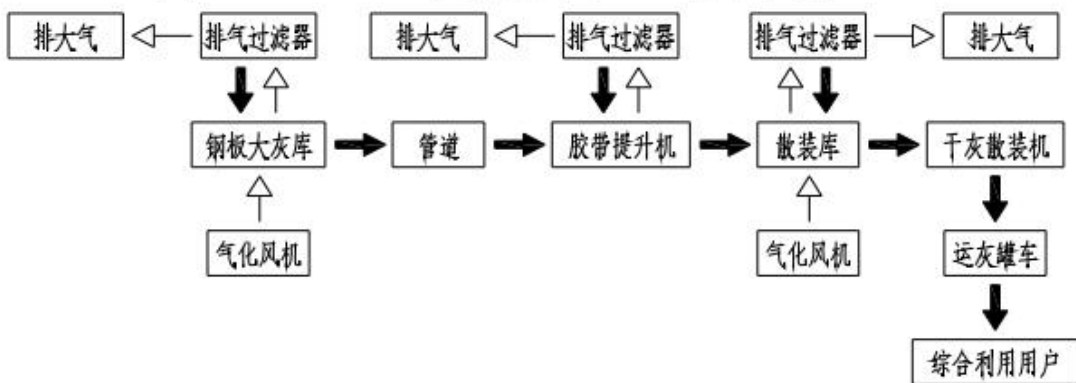 排大气
排气过滤器
排大气
排气过滤器
排气过滤器
排大气
钢板大灰库
管道
胶带提升机
散装库
干灰散装机
气化风机
气化风机
运灰罐车
综合利用用户